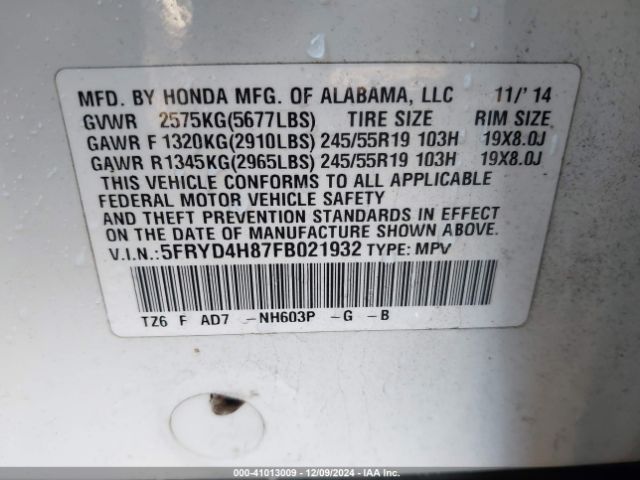 MFD. BY HONDA MFG. OF ALABAMA, LLC 11/'14
GVWR 2575KG(5677LBS) TIRE SIZE RIM SIZE
GAWR F 1320KG(2910LBS) 245/55R19 103H 19X8.0J
GAWR R1345KG(2965LBS) 245/55R19 103H 19X8.0J
THIS VEHICLE CONFORMS TO ALL APPLICABLE
FEDERAL MOTOR VEHICLE SAFETY
AND THEFT PREVENTION STANDARDS IN EFFECT
ON THE DATE OF MANUFACTURE SHOWN ABOVE.
V.I.N.:5FRYD4H87FB021932 TYPE: MPV
TZ6 F AD7 -NH603P -G -B
000-41013009 - 12/09/2024 - IAA Inc.